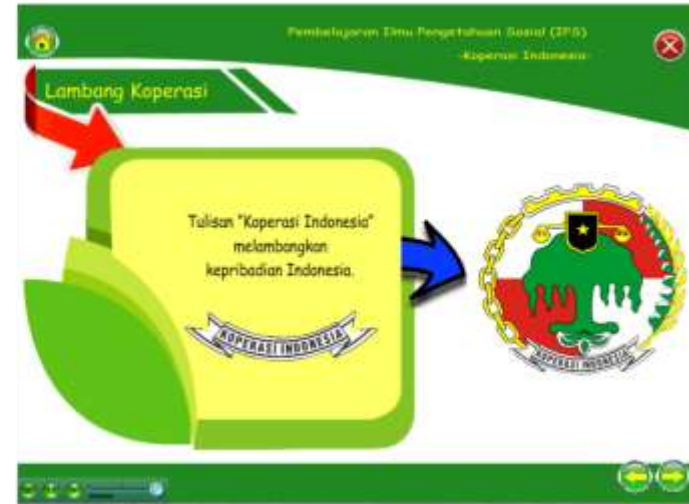 Pembelajaran Ilmu Pengetahuan Sosial (IPS)
-Koperasi Indonesia-
Lambang Koperasi
Tulisan "Koperasi Indonesia"
melambangkan
kepribadian Indonesia.
KOPERASI INDONESIA
KOPERASI INDONESIA